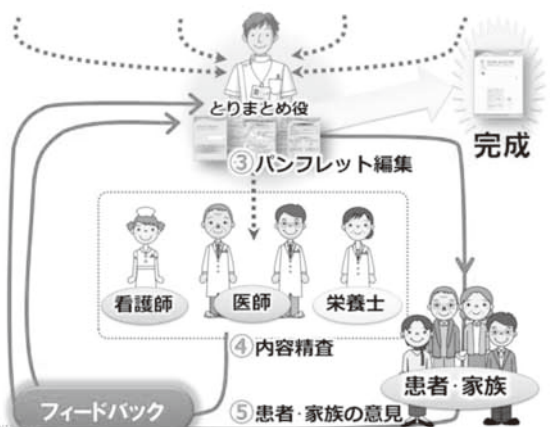 とりまとめ役
完成
③パンフレット編集
看護師
医師
栄養士
④内容精査
患者・家族
フィードバック
⑤患者・家族の意見